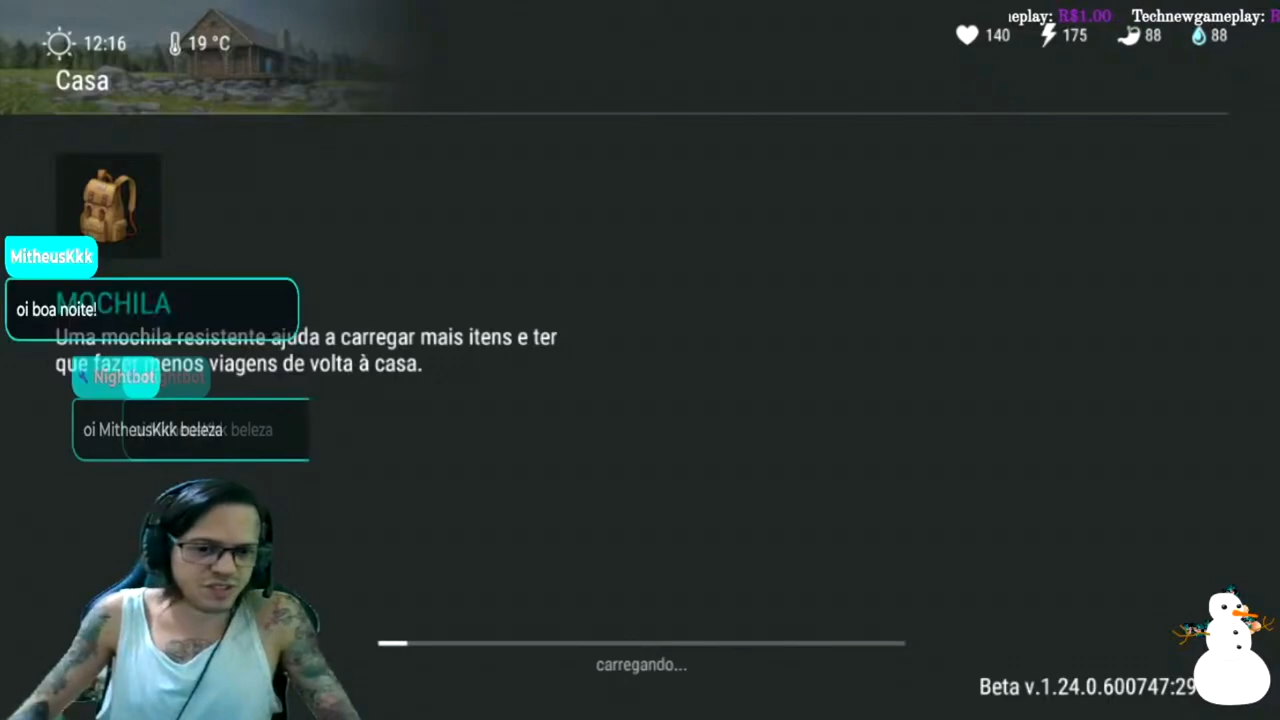 eplay: R$1.00 Technewgameplay: R
12:16 19 °C
140 175 88 88
Casa
MitheusKkk
MOCHILA
oi boa noite!
Uma mochila resistente ajuda a carregar mais itens e ter
que fazer menos viagens de volta à casa.
Nightbot
oi MitheusKkk beleza
carregando...
Beta v.1.24.0.600747:29